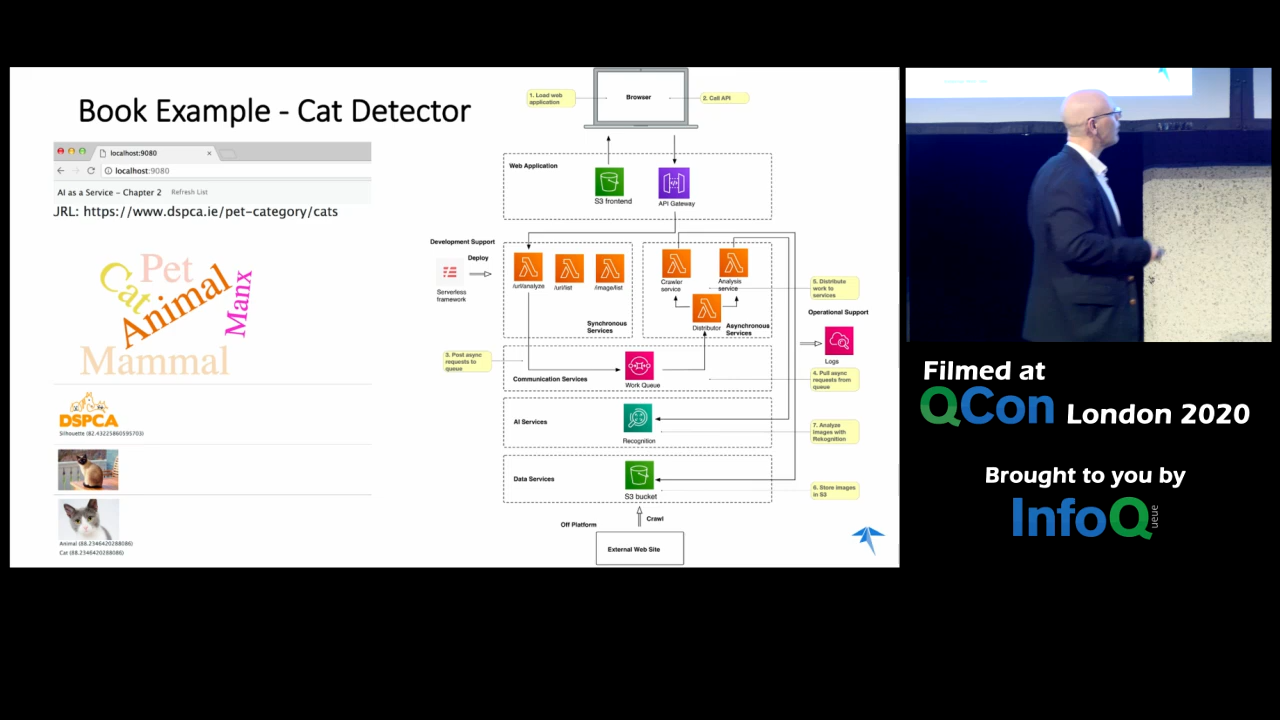 Book Example - Cat Detector
localhost:9080
localhost:9080
AI as a Service - Chapter 2 Refresh List
JRL: https://www.dspca.ie/pet-category/cats
Pet
Cat
Animal
Manx
Mammal
DSPCA
Silhouette (82.43225860595703)
Animal (88.2346420288086)
Cat (88.2346420288086)
1. Load web
application
Browser
2. Call API
Web Application
S3 frontend
API Gateway
Development Support
Deploy
Serverless
framework
/url/analyze
/url/list
/image/list
Synchronous
Services
Crawler
service
Analysis
service
Distributor
Asynchronous
Services
5. Distribute
work to
services
Operational Support
Logs
3. Post async
requests to
queue
Communication Services
Work Queue
4. Pull async
requests from
queue
AI Services
Recognition
7. Analyze
images with
Rekognition
Data Services
S3 bucket
6. Store images
in S3
Off Platform
Crawl
External Web Site
Filmed at
QCon London 2020
Brought to you by
InfoQ
ueue